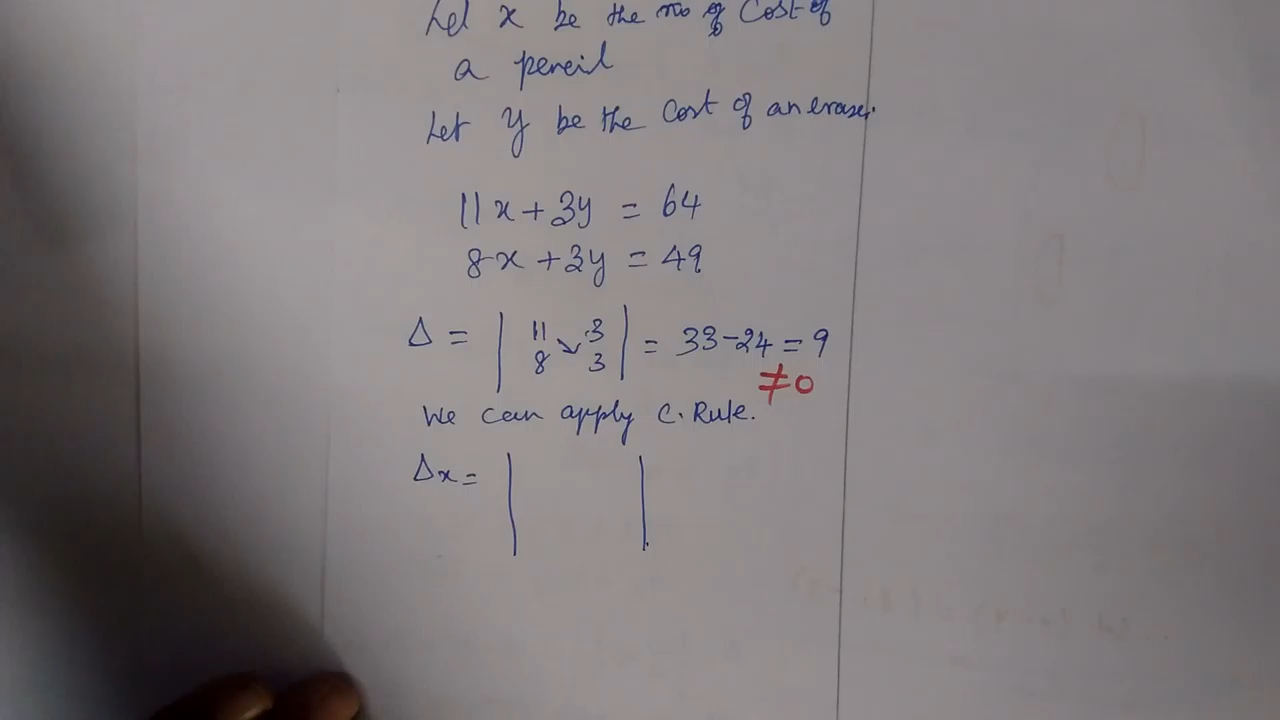 Let x be the no of Cost of
a pencil
Let y be the cost of an eraser.
11x + 3y = 64
8x + 3y = 49
Δ = | 11 3 | = 33 - 24 = 9
8 3
≠ 0
We can apply C. Rule.
Δx = | |